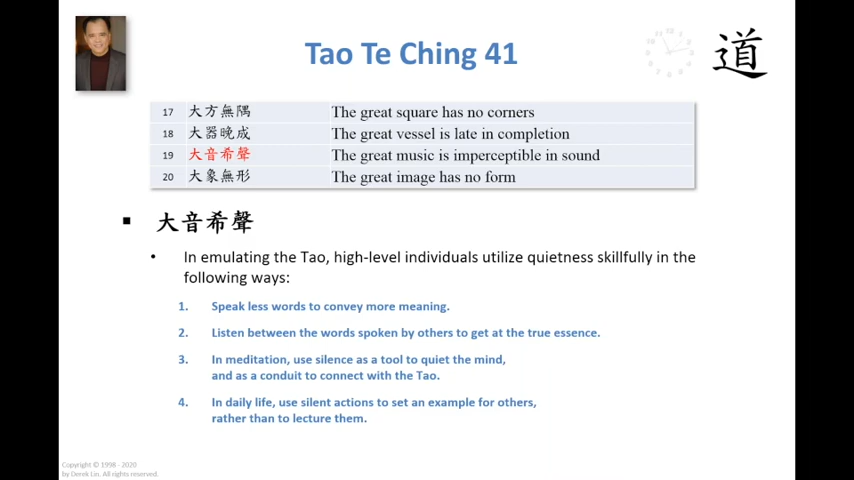 Tao Te Ching 41
道
17 大方無隅 The great square has no corners
18 大器晚成 The great vessel is late in completion
19 大音希聲 The great music is imperceptible in sound
20 大象無形 The great image has no form
▪ 大音希聲
• In emulating the Tao, high-level individuals utilize quietness skillfully in the
following ways:
1. Speak less words to convey more meaning.
2. Listen between the words spoken by others to get at the true essence.
3. In meditation, use silence as a tool to quiet the mind,
and as a conduit to connect with the Tao.
4. In daily life, use silent actions to set an example for others,
rather than to lecture them.
Copyright © 1998 - 2020
by Derek Lin. All rights reserved.